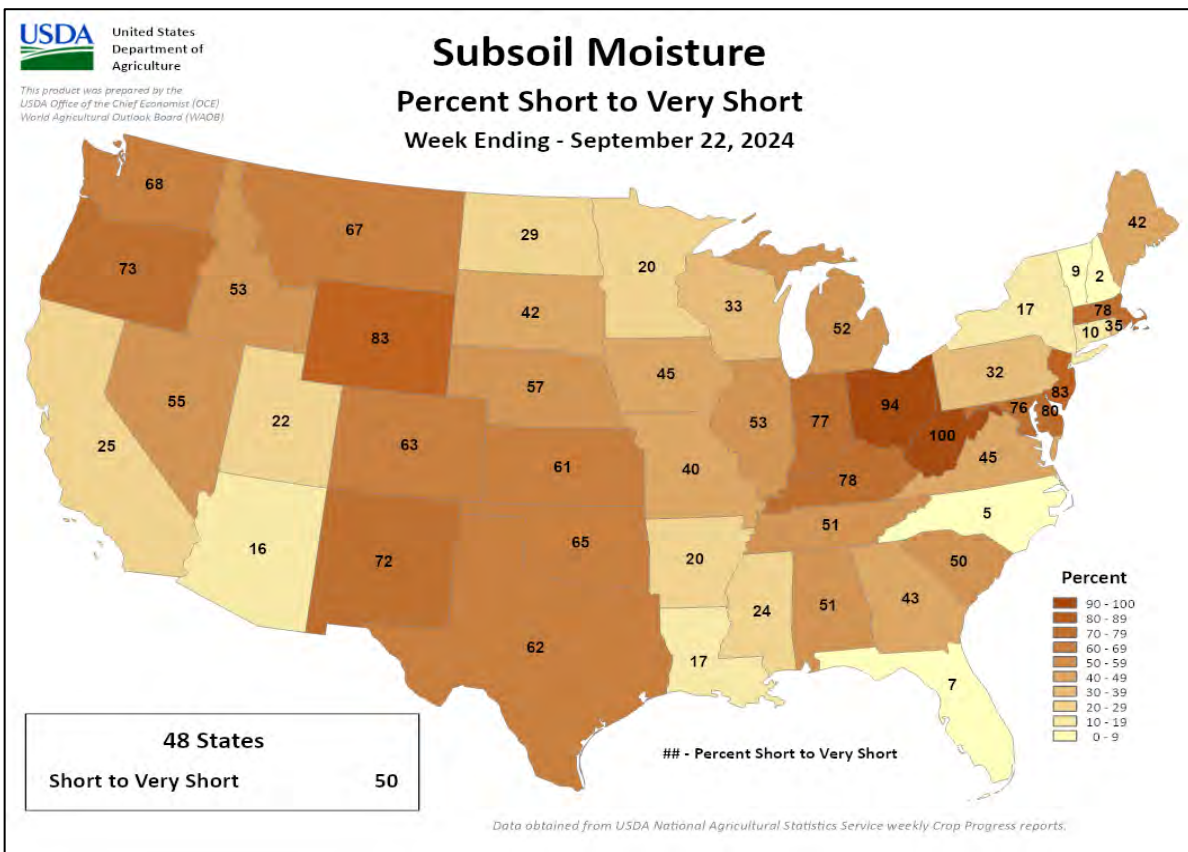 USDA
United States
Department of
Agriculture
This product was prepared by the
USDA Office of the Chief Economist (OCE)
World Agricultural Outlook Board (WAOB)
Subsoil Moisture
Percent Short to Very Short
Week Ending - September 22, 2024
68
67
29
20
42
73
53
83
42
33
52
17
9
2
78
10
35
55
22
63
57
45
53
77
94
32
83
76
80
100
25
61
40
78
45
16
72
65
20
51
5
62
17
24
51
43
50
7
Percent
90 - 100
80 - 89
70 - 79
60 - 69
50 - 59
40 - 49
30 - 39
20 - 29
10 - 19
0 - 9
48 States
Short to Very Short 50
## - Percent Short to Very Short
Data obtained from USDA National Agricultural Statistics Service weekly Crop Progress reports.